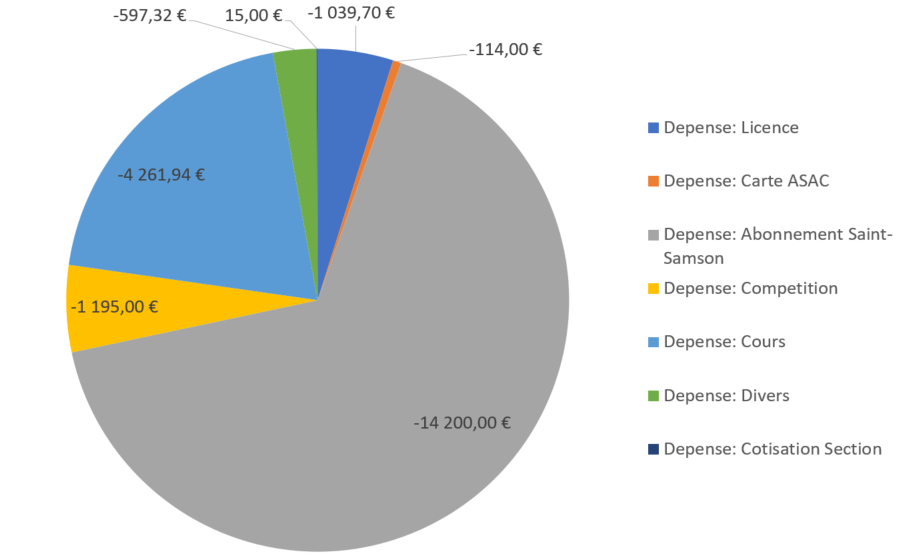 -597,32 €
15,00 €
-1 039,70 €
-114,00 €
-4 261,94 €
-1 195,00 €
-14 200,00 €
Depense: Licence
Depense: Carte ASAC
Depense: Abonnement Saint-
Samson
Depense: Competition
Depense: Cours
Depense: Divers
Depense: Cotisation Section